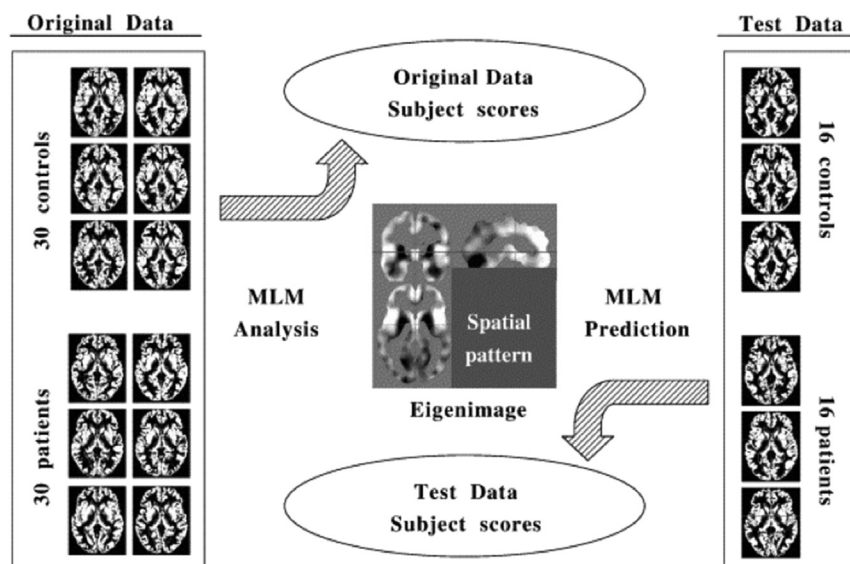 Original Data
Test Data
30 controls
30 patients
Original Data
Subject scores
MLM
Analysis
Spatial
pattern
Eigenimage
MLM
Prediction
Test Data
Subject scores
16 controls
16 patients